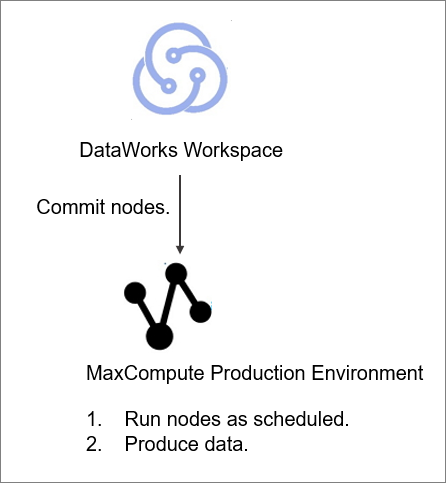 DataWorks Workspace
Commit nodes.
MaxCompute Production Environment
1. Run nodes as scheduled.
2. Produce data.